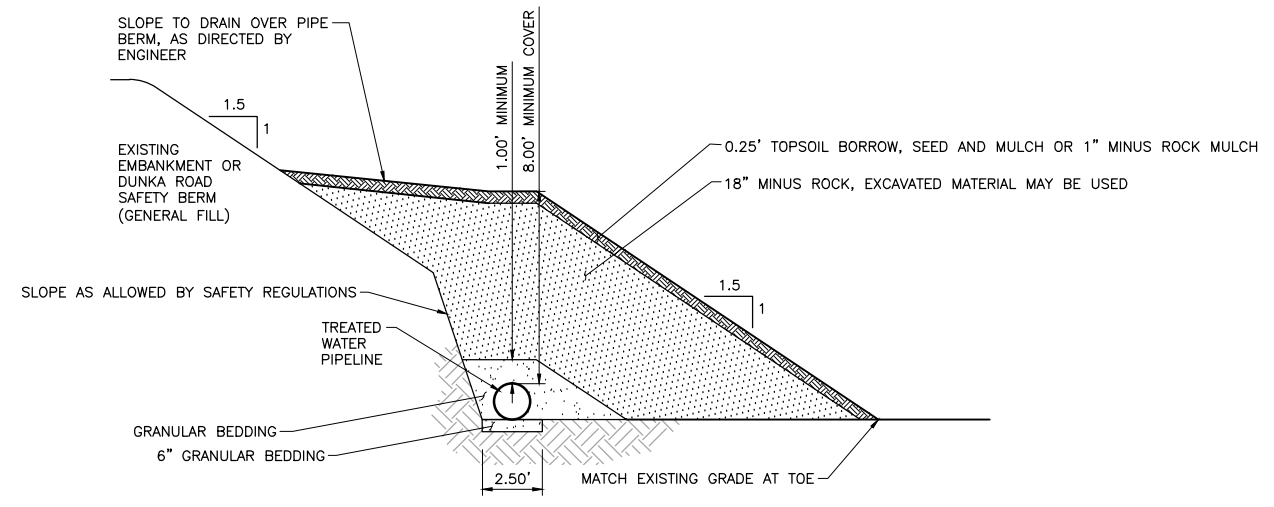 SLOPE TO DRAIN OVER PIPE
BERM, AS DIRECTED BY
ENGINEER
1.00' MINIMUM
8.00' MINIMUM COVER
1.5
1
EXISTING
EMBANKMENT OR
DUNKA ROAD
SAFETY BERM
(GENERAL FILL)
0.25' TOPSOIL BORROW, SEED AND MULCH OR 1" MINUS ROCK MULCH
18" MINUS ROCK, EXCAVATED MATERIAL MAY BE USED
SLOPE AS ALLOWED BY SAFETY REGULATIONS
1.5
1
TREATED
WATER
PIPELINE
GRANULAR BEDDING
6" GRANULAR BEDDING
2.50'
MATCH EXISTING GRADE AT TOE